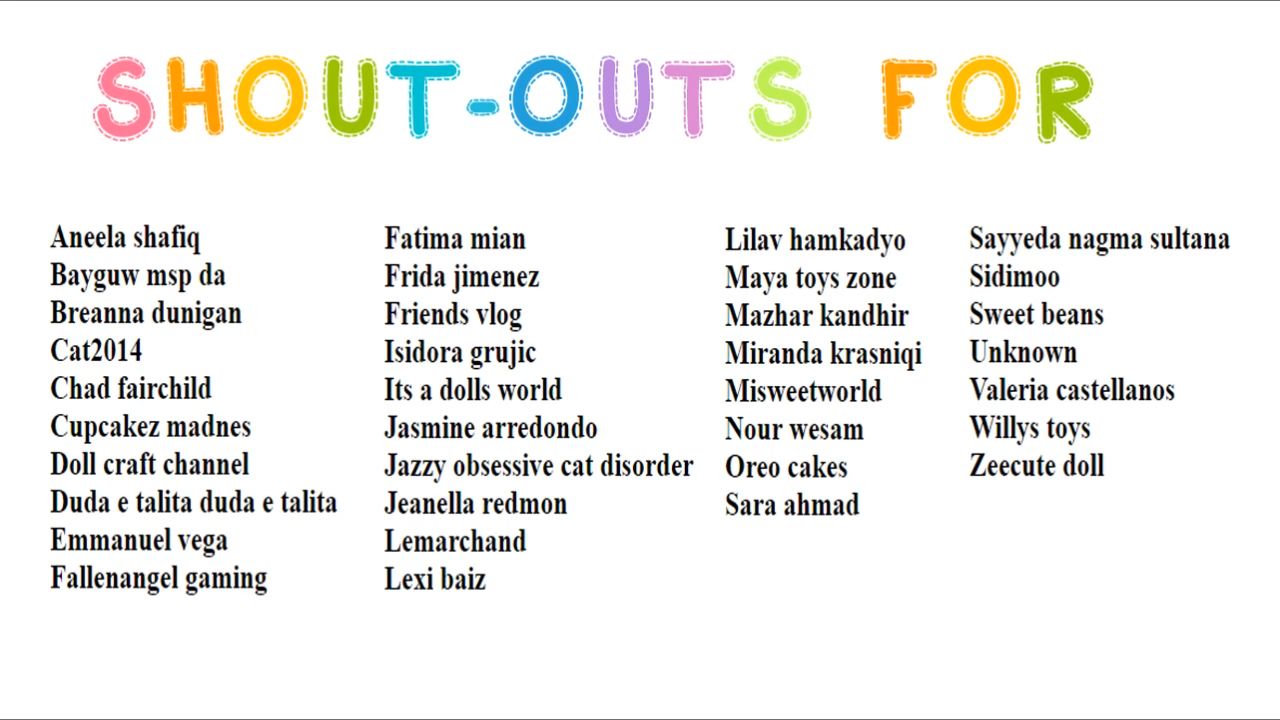 SHOUT-OUTS FOR
Aneela shafiq
Bayguw msp da
Breanna dunigan
Cat2014
Chad fairchild
Cupcakez madnes
Doll craft channel
Duda e talita duda e talita
Emmanuel vega
Fallenangel gaming
Fatima mian
Frida jimenez
Friends vlog
Isidora grujic
Its a dolls world
Jasmine arredondo
Jazzy obsessive cat disorder
Jeanella redmon
Lemarchand
Lexi baiz
Lilav hamkadyo
Maya toys zone
Mazhar kandhir
Miranda krasniqi
Misweetworld
Nour wesam
Oreo cakes
Sara ahmad
Sayyeda nagma sultana
Sidimoo
Sweet beans
Unknown
Valeria castellanos
Willys toys
Zeecute doll